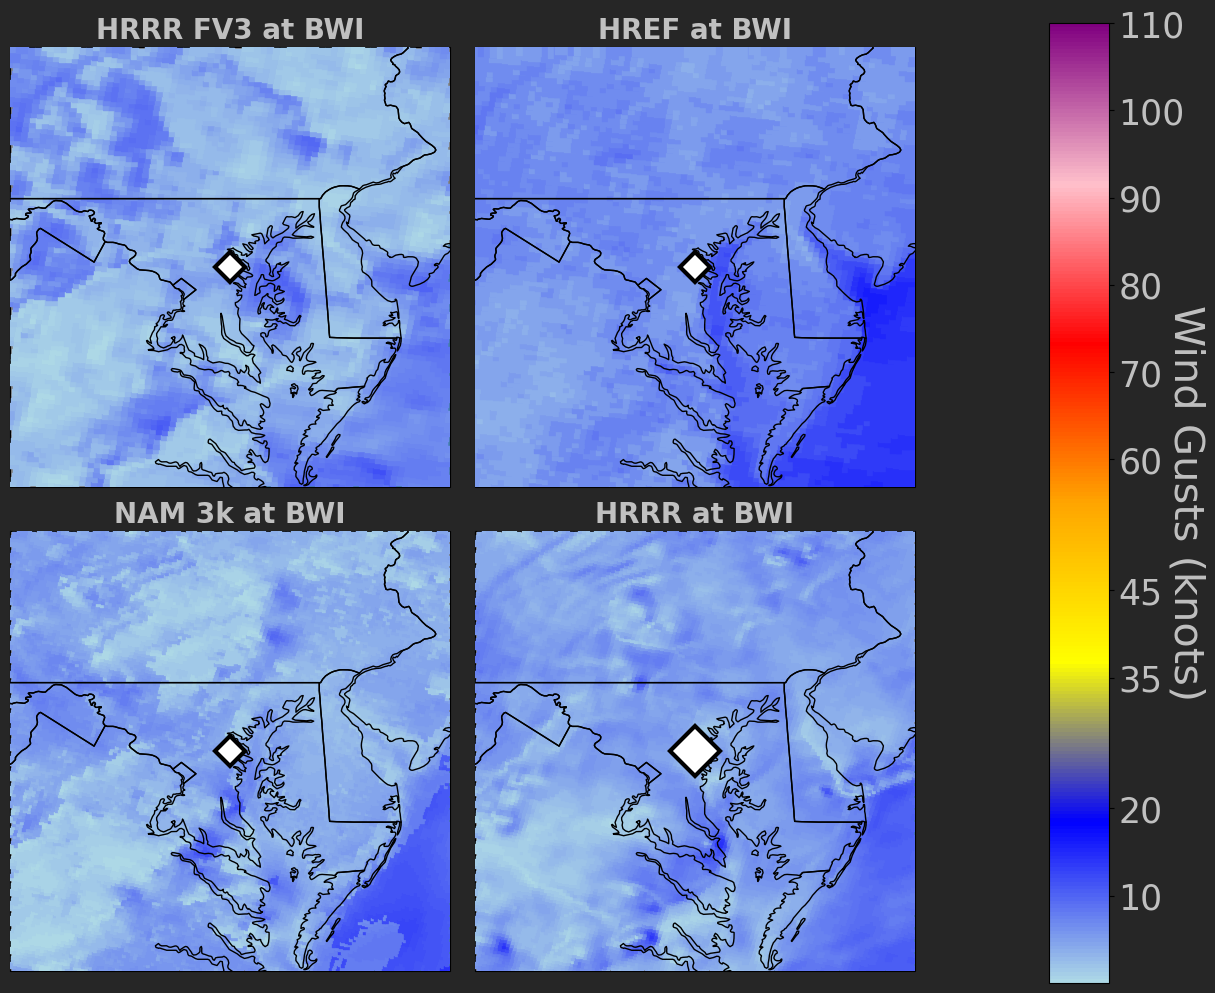 HRRR FV3 at BWI
HREF at BWI
NAM 3k at BWI
HRRR at BWI
110
100
90
80
70
60
45
35
20
10
Wind Gusts (knots)